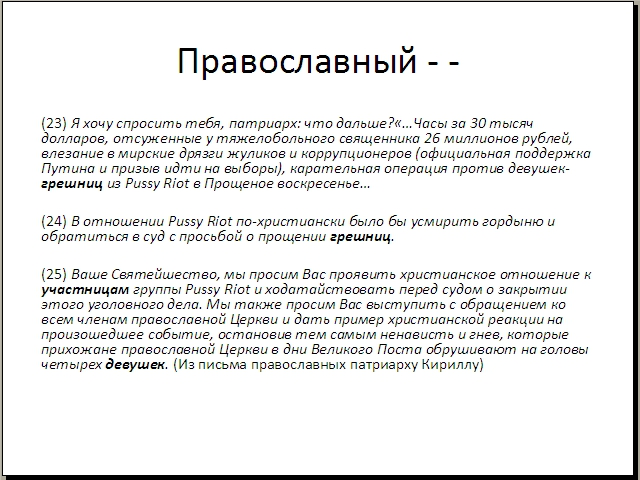 Православный - -
(23) Я хочу спросить тебя, патриарх: что дальше?«…Часы за 30 тысяч
долларов, отсуженные у тяжелобольного священника 26 миллионов рублей,
влезание в мирские дрязги жуликов и коррупционеров (официальная поддержка
Путина и призыв идти на выборы), карательная операция против девушек-
грешниц из Pussy Riot в Прощеное воскресенье…
(24) В отношении Pussy Riot по-христиански было бы усмирить гордыню и
обратиться в суд с просьбой о прощении грешниц.
(25) Ваше Святейшество, мы просим Вас проявить христианское отношение к
участницам группы Pussy Riot и ходатайствовать перед судом о закрытии
этого уголовного дела. Мы также просим Вас выступить с обращением ко
всем членам православной Церкви и дать пример христианской реакции на
произошедшее событие, остановив тем самым ненависть и гнев, которые
прихожане православной Церкви в дни Великого Поста обрушивают на головы
четырех девушек. (Из письма православных патриарху Кириллу)